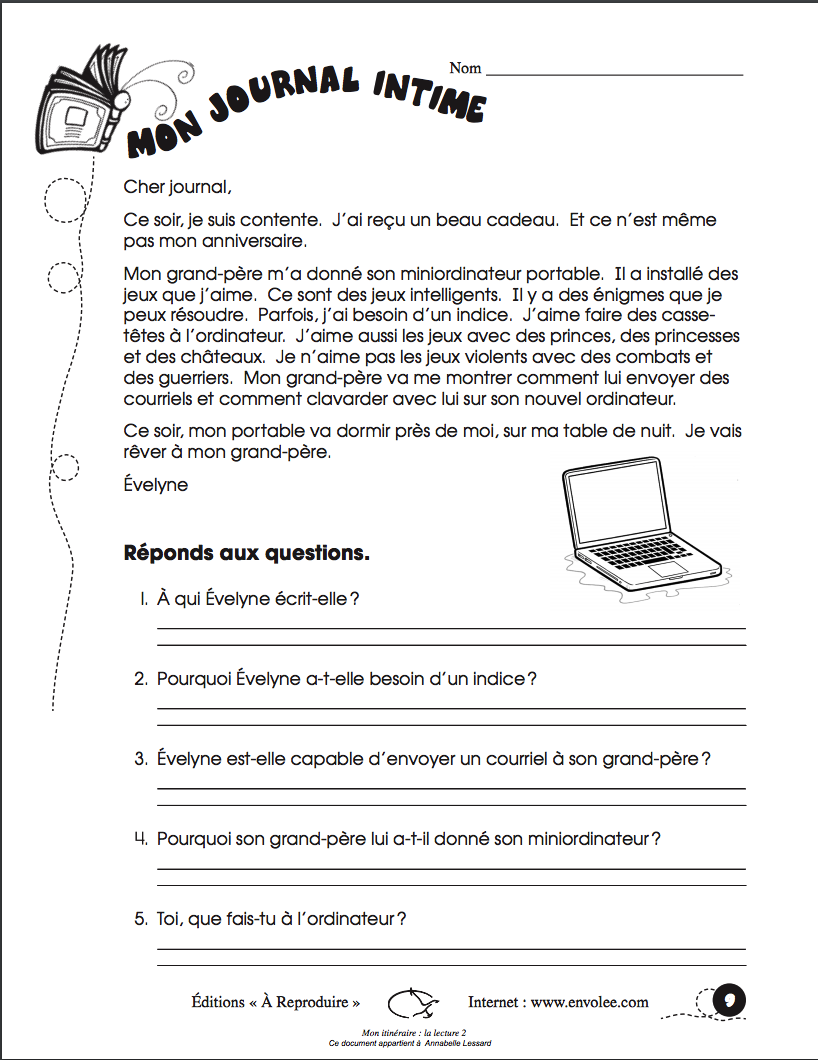 Nom
MON JOURNAL INTIME
Cher journal,
Ce soir, je suis contente. J'ai reçu un beau cadeau. Et ce n'est même
pas mon anniversaire.
Mon grand-père m'a donné son miniordinateur portable. Il a installé des
jeux que j'aime. Ce sont des jeux intelligents. Il y a des énigmes que je
peux résoudre. Parfois, j'ai besoin d'un indice. J'aime faire des casse-
têtes à l'ordinateur. J'aime aussi les jeux avec des princes, des princesses
et des châteaux. Je n'aime pas les jeux violents avec des combats et
des guerriers. Mon grand-père va me montrer comment lui envoyer des
courriels et comment clavarder avec lui sur son nouvel ordinateur.
Ce soir, mon portable va dormir près de moi, sur ma table de nuit. Je vais
rêver à mon grand-père.
Évelyne
Réponds aux questions.
1. À qui Évelyne écrit-elle ?
2. Pourquoi Évelyne a-t-elle besoin d'un indice ?
3. Évelyne est-elle capable d'envoyer un courriel à son grand-père ?
4. Pourquoi son grand-père lui a-t-il donné son miniordinateur ?
5. Toi, que fais-tu à l'ordinateur ?
Éditions « À Reproduire » Internet : www.envolee.com 9
Mon itinéraire : la lecture 2
Ce document appartient à Annabelle Lessard